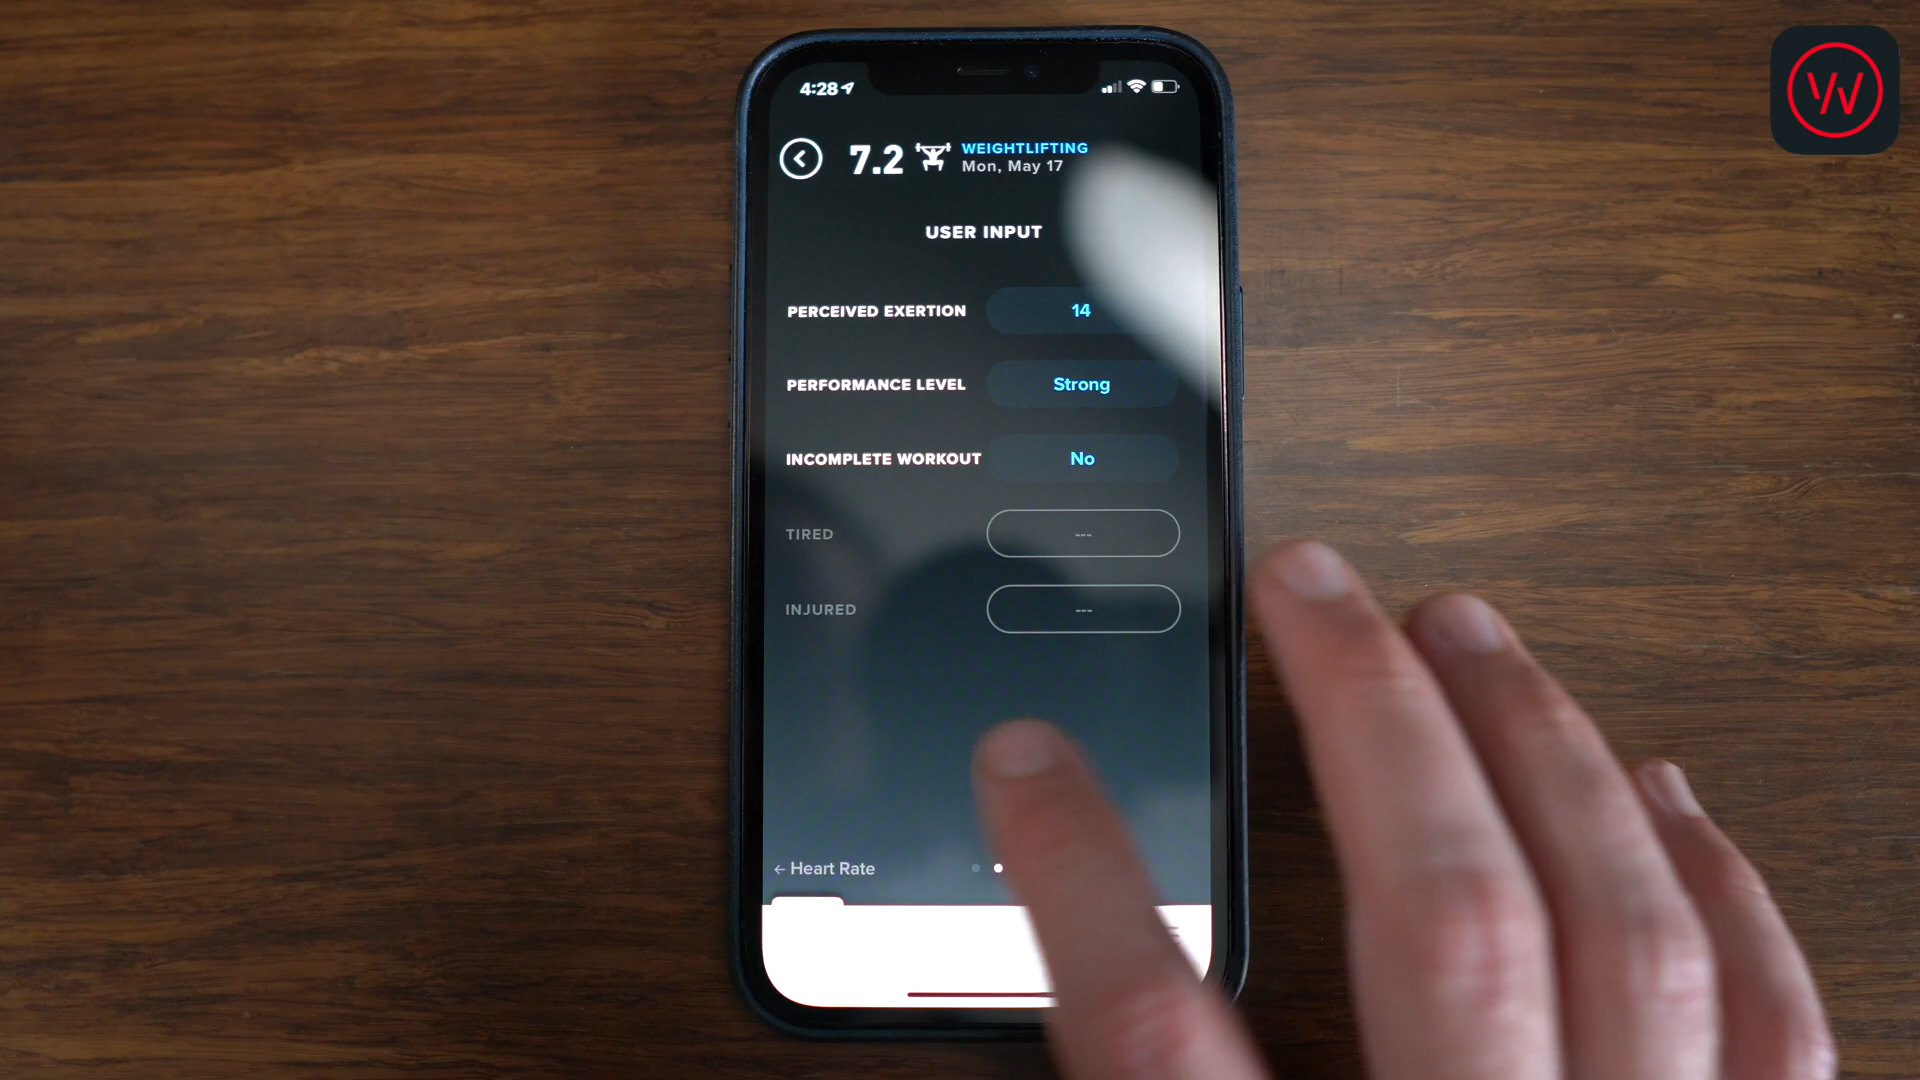 4:28
7.2
WEIGHTLIFTING
Mon, May 17
USER INPUT
PERCEIVED EXERTION 14
PERFORMANCE LEVEL Strong
INCOMPLETE WORKOUT No
TIRED ---
INJURED ---
← Heart Rate
W